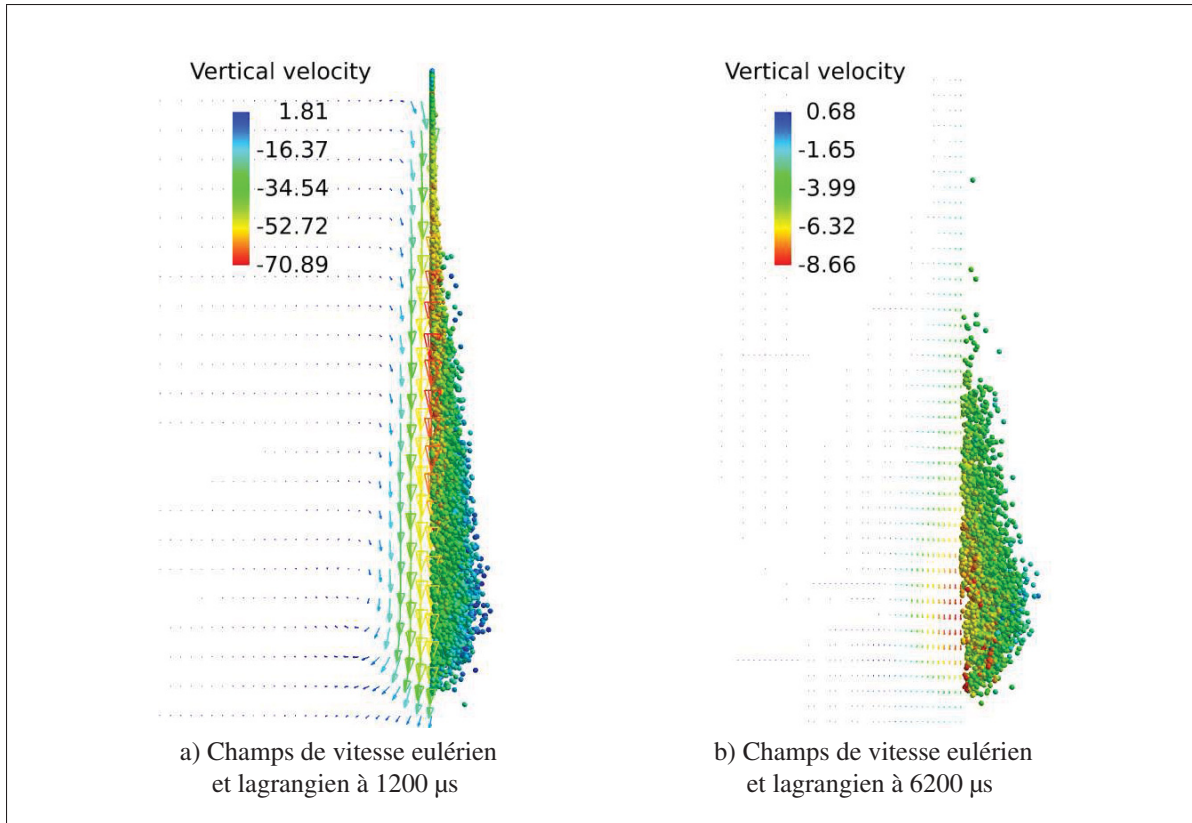 Vertical velocity
1.81
-16.37
-34.54
-52.72
-70.89
a) Champs de vitesse eulérien
et lagrangien à 1200 µs
Vertical velocity
0.68
-1.65
-3.99
-6.32
-8.66
b) Champs de vitesse eulérien
et lagrangien à 6200 µs